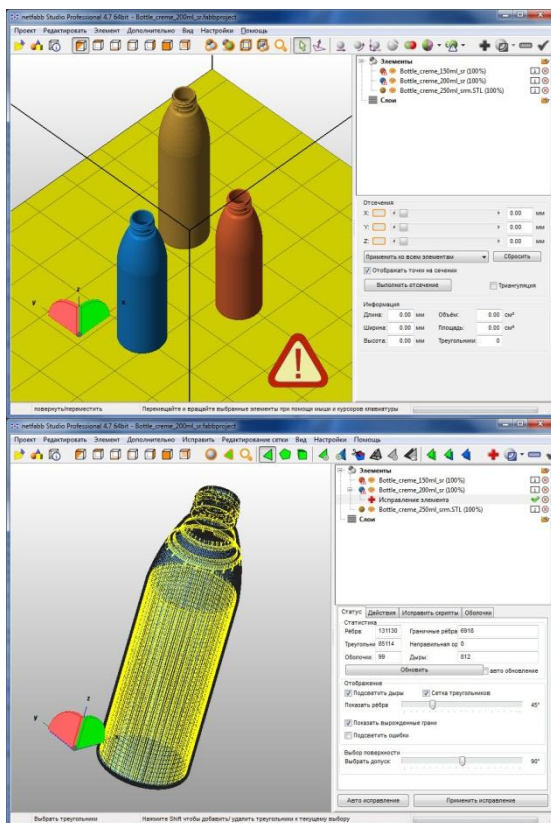 netfabb Studio Professional 4.7 64bit - Bottle_creme_200ml_sr.fabbproject
Проект Редактировать Элемент Дополнительно Вид Настройки Помощь
Элементы
Bottle_creme_150ml_sr (100%)
Bottle_creme_200ml_sr (100%)
Bottle_creme_250ml_srm.STL (100%)
Слои
Отсечения
X: 0.00 мм
Y: 0.00 мм
Z: 0.00 мм
Применить ко всем элементам Сбросить
Отображать точки на сечении
Выполнить отсечение Триангуляция
Информация
Длина: 0.00 мм Объём: 0.00 см³
Ширина: 0.00 мм Площадь: 0.00 см²
Высота: 0.00 мм Треугольники: 0
y z x
повернуть/переместить Перемещайте и вращайте выбранные элементы при помощи мыши и курсоров клавиатуры
netfabb Studio Professional 4.7 64bit - Bottle_creme_200ml_sr.fabbproject
Проект Редактировать Элемент Дополнительно Исправить Редактирование сетки Вид Настройки Помощь
Элементы
Bottle_creme_150ml_sr (100%)
Bottle_creme_200ml_sr (100%)
Исправление элемента
Bottle_creme_250ml_srm.STL (100%)
Слои
Статус Действия Исправить скрипты Оболочки
Статистика
Рёбра: 131130 Граничные рёбра 6918
Треугольни 85114 Неправильная ор 0
Оболочки: 99 Дыры: 812
Обновить авто обновление
Отображение
Подсветить дыры Сетка треугольников
Показать рёбра 45°
Показать вырожденные грани
Подсветить ошибки
Выбор поверхности
Выбрать допуск: 90°
Авто исправление Применить исправление
y z
Выбрать треугольники Нажмите Shift чтобы добавить/ удалить треугольники к текущему выбору